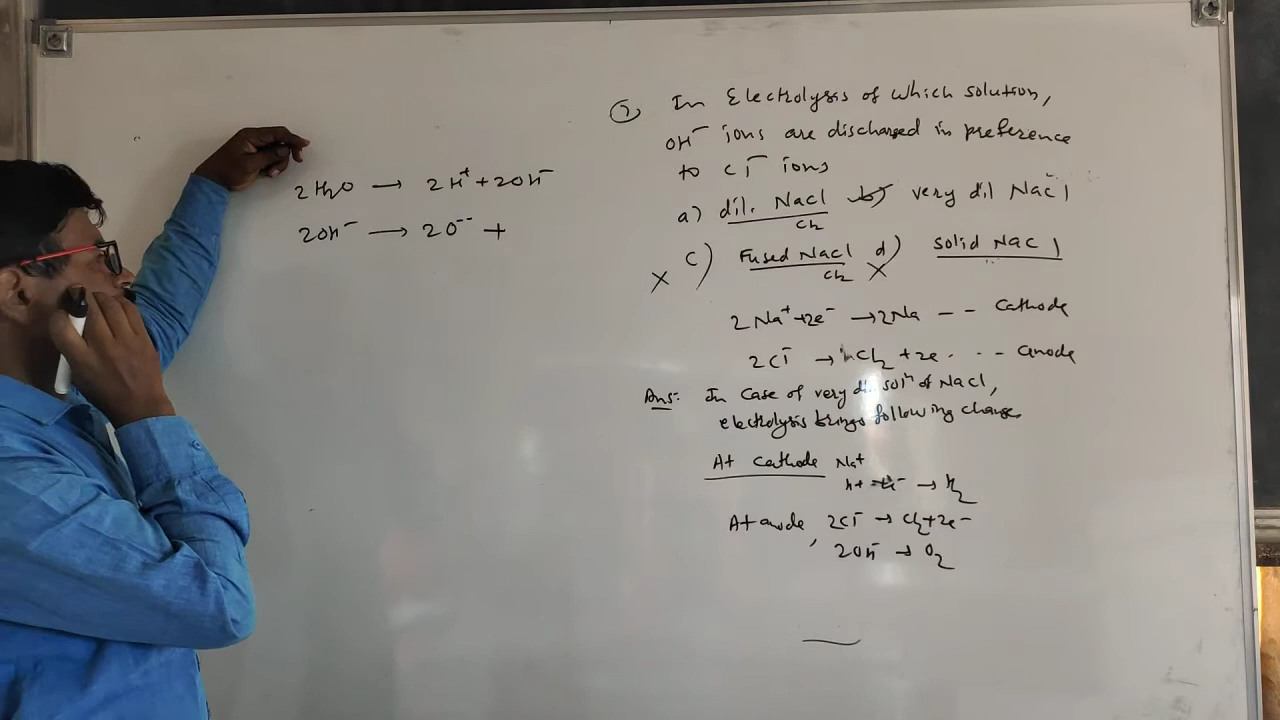 2H₂O → 2H⁺ + 2OH⁻
2OH⁻ → 2O⁻⁻ +
In Electrolysis of which solution,
OH⁻ ions are discharged in preference
to Cl⁻ ions
a) dil. NaCl b) very dil NaCl
Cl₂
c) Fused NaCl d) solid NaCl
X Cl₂ X
2Na⁺ + 2e⁻ → 2Na -- Cathode
2Cl⁻ → Cl₂ + 2e -- anode
Ans: In Case of very dil soln of NaCl,
electrolysis brings following changes
At cathode Na⁺
H⁺ → H₂
At anode, 2Cl⁻ → Cl₂ + 2e⁻
2OH⁻ → O₂